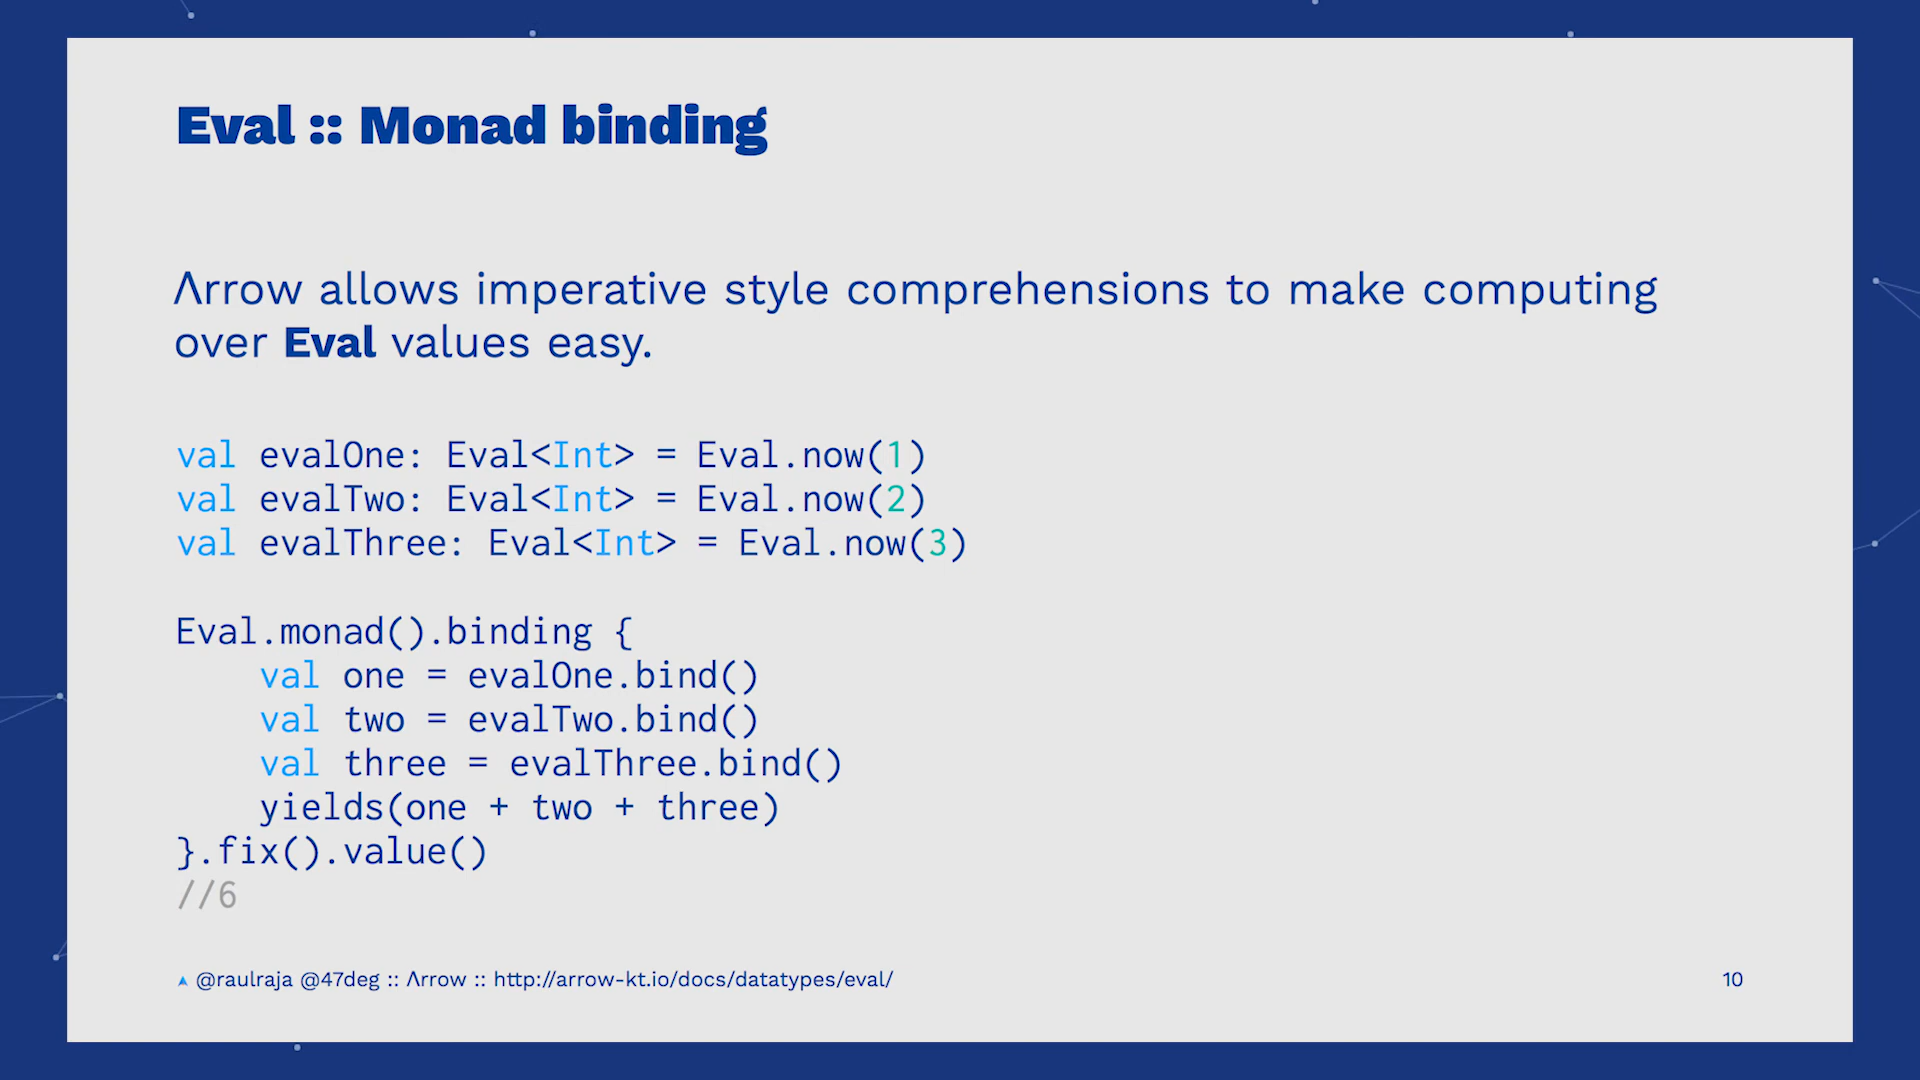 Eval :: Monad binding
Λrrow allows imperative style comprehensions to make computing
over Eval values easy.
val evalOne: Eval<Int> = Eval.now(1)
val evalTwo: Eval<Int> = Eval.now(2)
val evalThree: Eval<Int> = Eval.now(3)
Eval.monad().binding {
    val one = evalOne.bind()
    val two = evalTwo.bind()
    val three = evalThree.bind()
    yields(one + two + three)
}.fix().value()
//6
@raulraja @47deg :: Λrrow :: http://arrow-kt.io/docs/datatypes/eval/
10